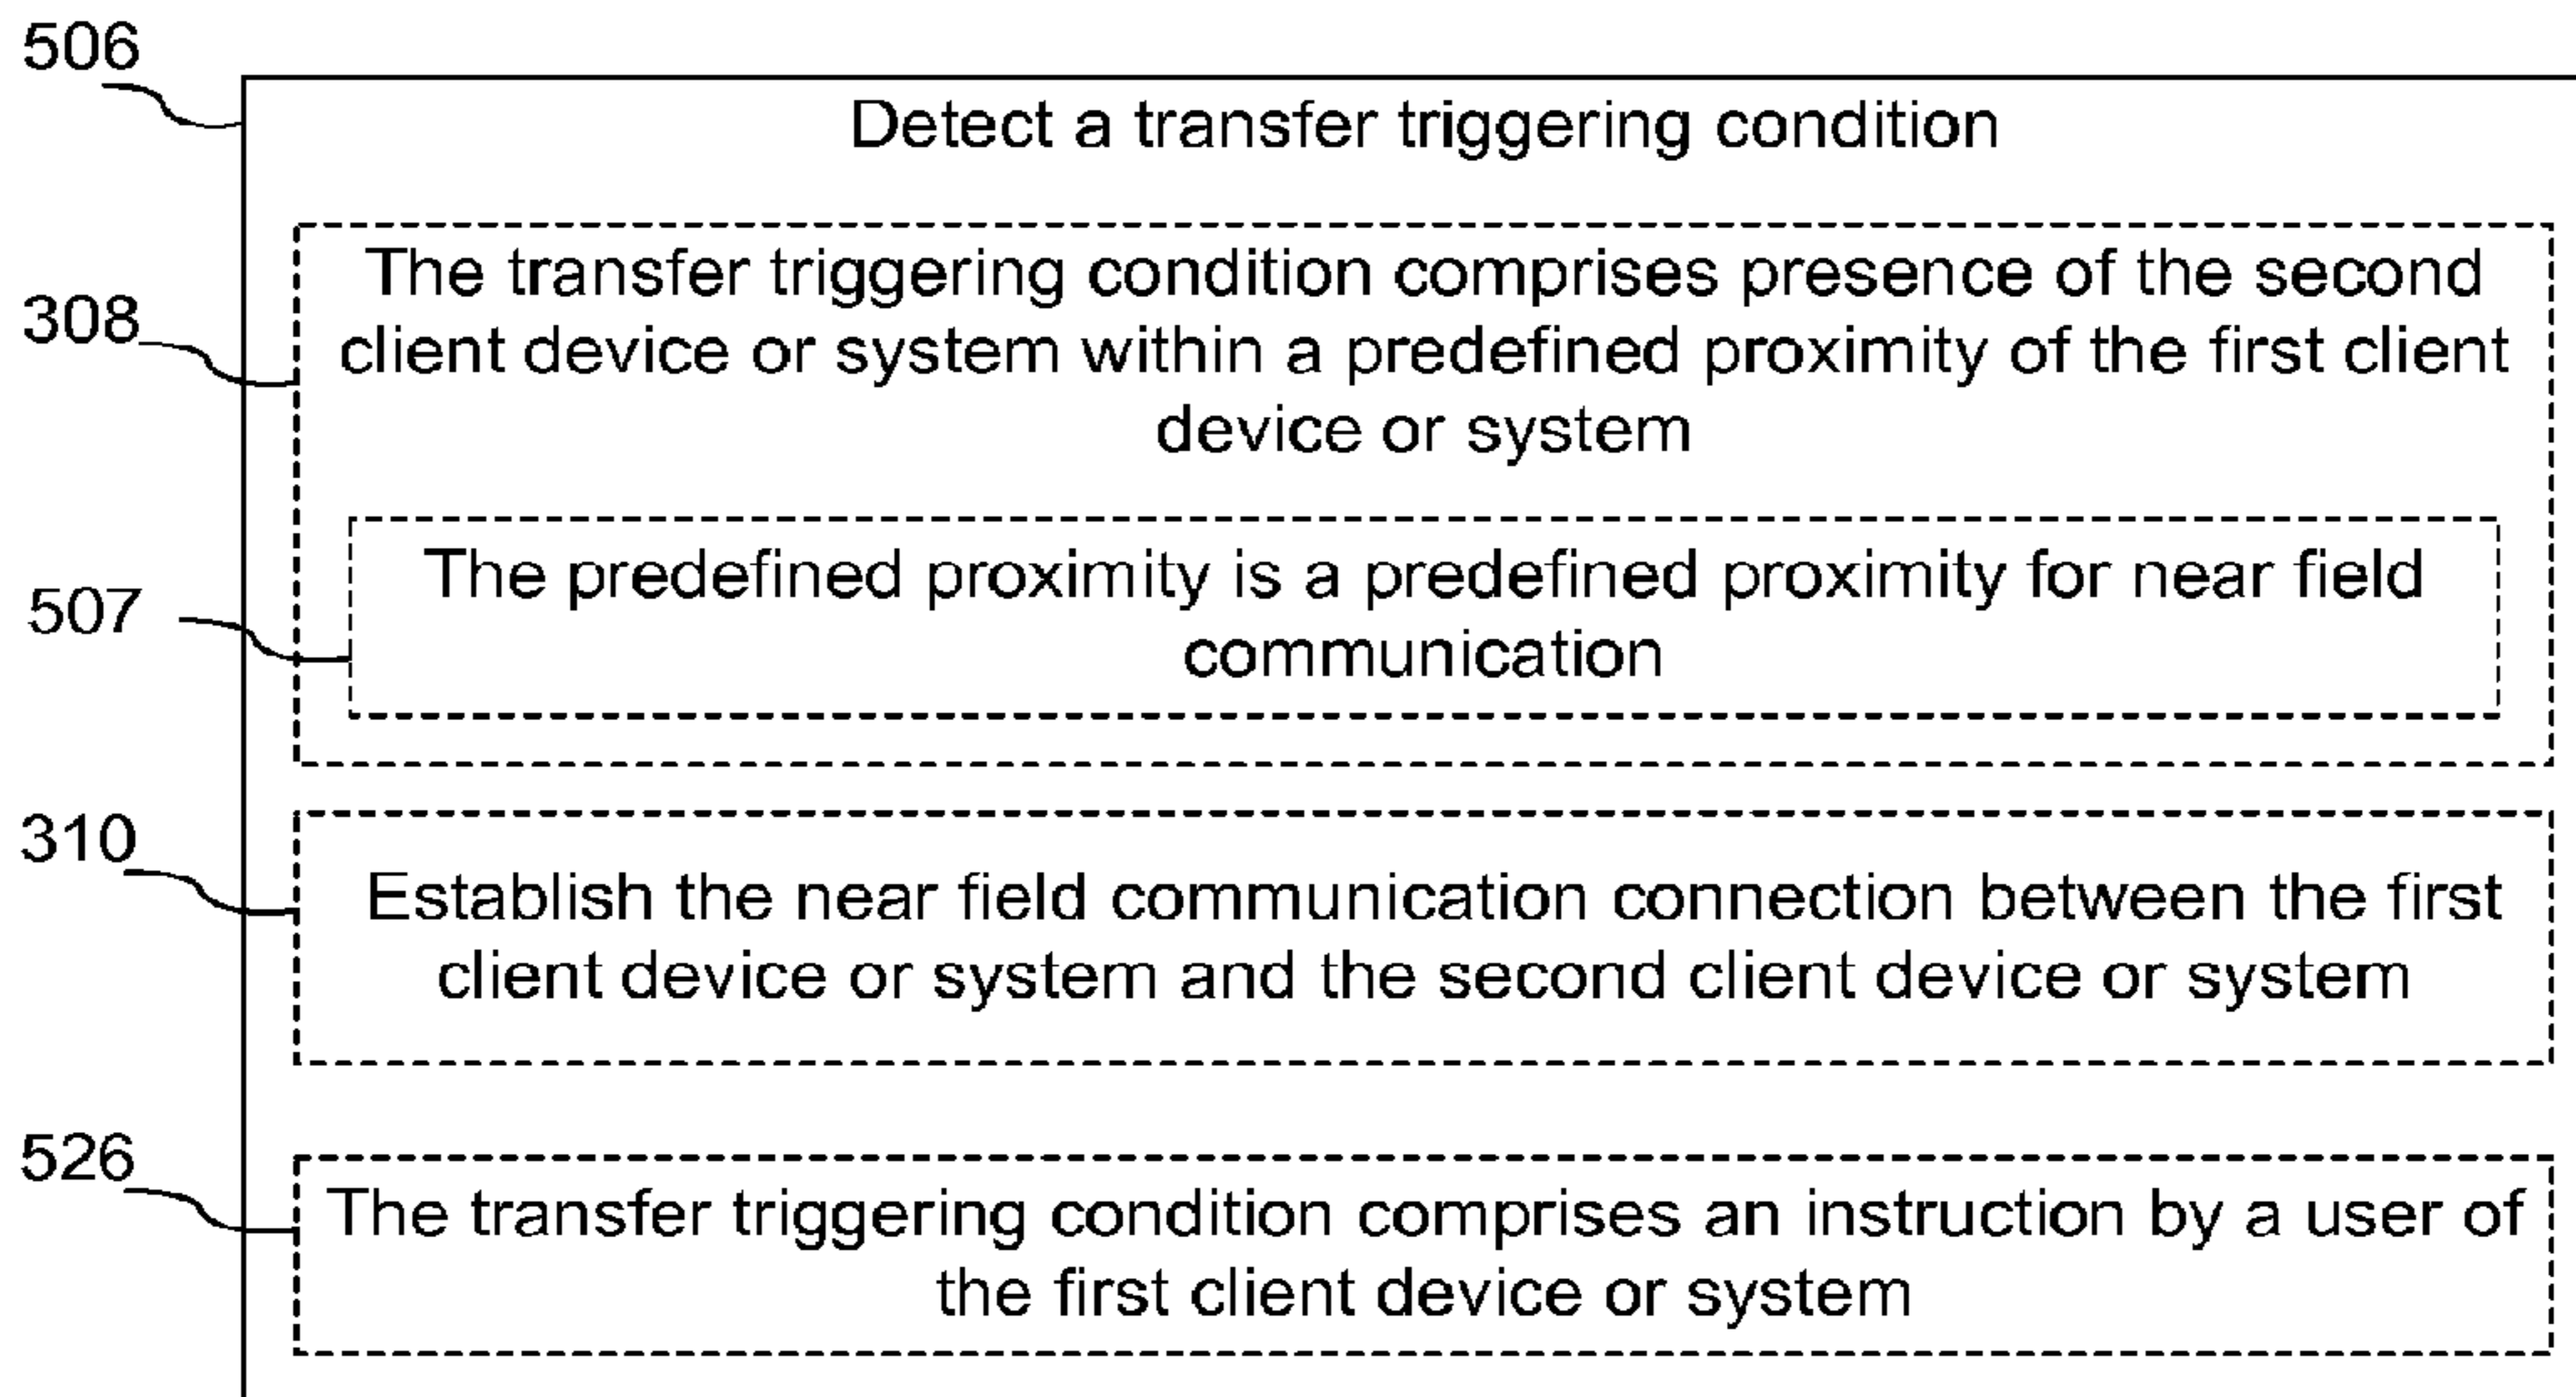 506
Detect a transfer triggering condition
308
The transfer triggering condition comprises presence of the second
client device or system within a predefined proximity of the first client
device or system
507
The predefined proximity is a predefined proximity for near field
communication
310
Establish the near field communication connection between the first
client device or system and the second client device or system
526
The transfer triggering condition comprises an instruction by a user of
the first client device or system